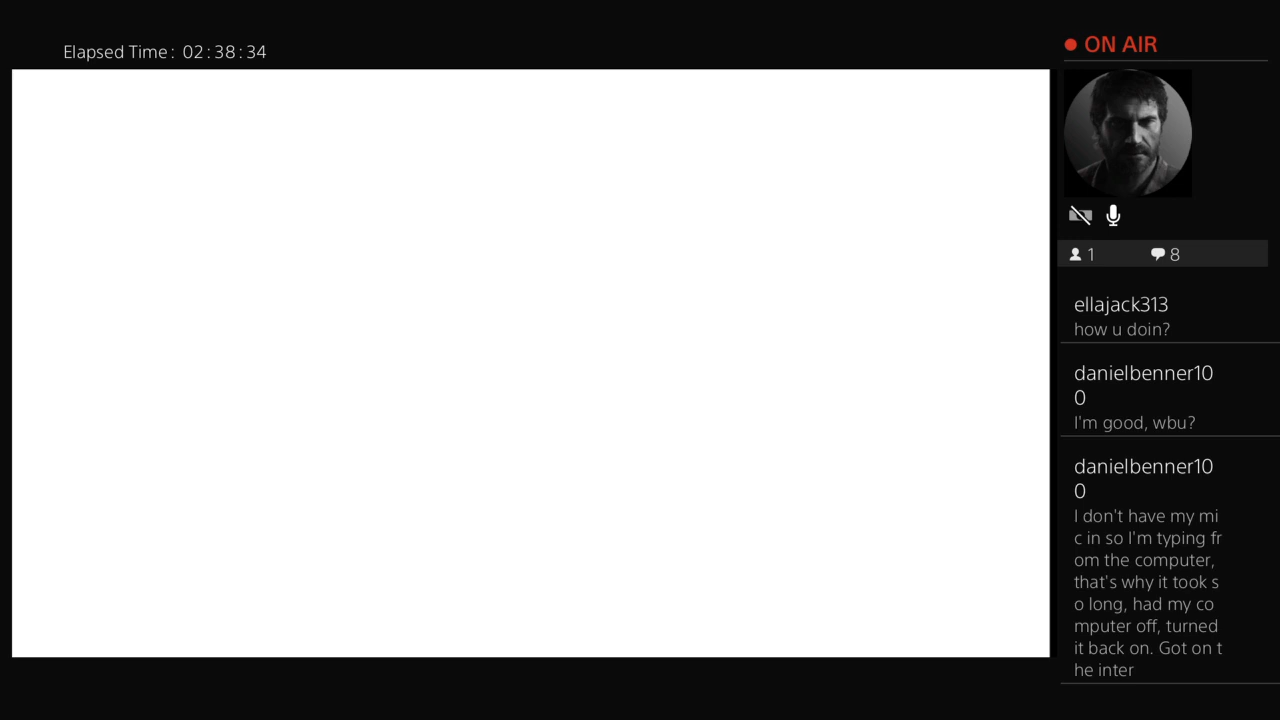 Elapsed Time: 02:38:34
ON AIR
1 8
ellajack313
how u doin?
danielbenner10
0
I'm good, wbu?
danielbenner10
0
I don't have my mi
c in so I'm typing fr
om the computer,
that's why it took s
o long, had my co
mputer off, turned
it back on. Got on t
he inter